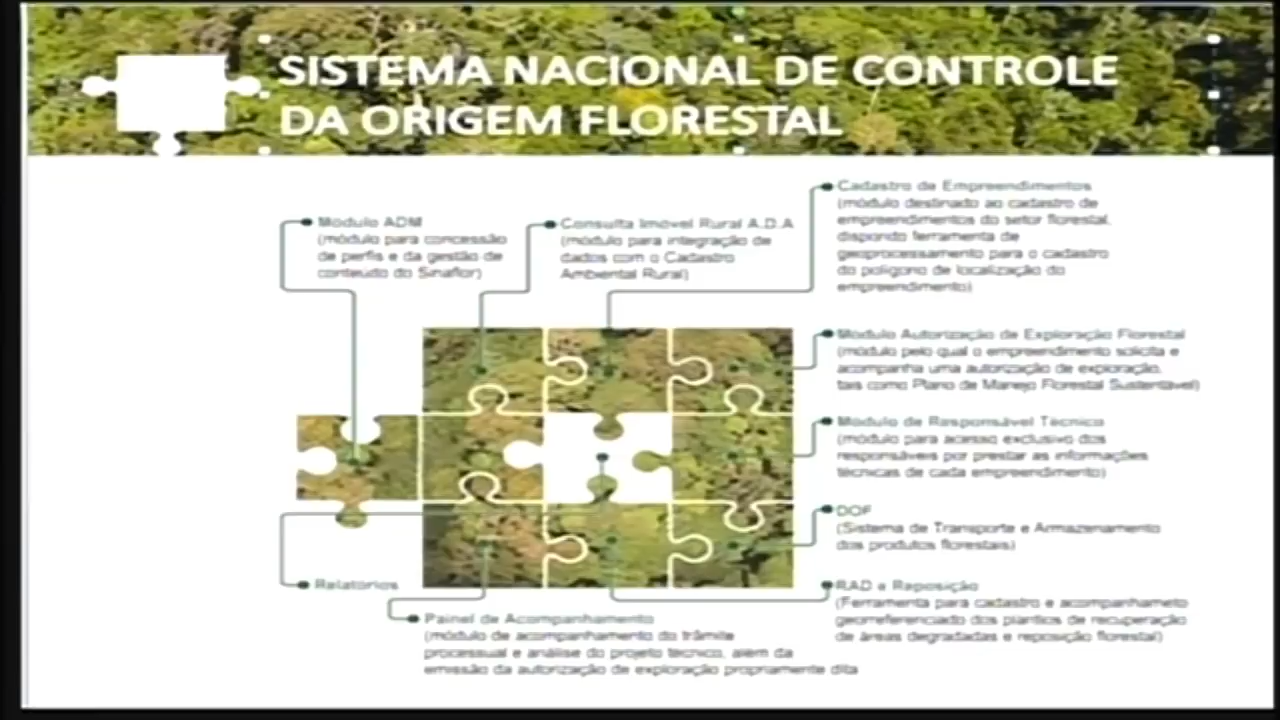 SISTEMA NACIONAL DE CONTROLE
DA ORIGEM FLORESTAL
Modulo ADM
(módulo para concessão
de perfis e da gestão de
conteudo do Sinaflor)
Consulta Imóvel Rural A.D.A
(módulo para integração de
dados com o Cadastro
Ambiental Rural)
Cadastro de Empreendimentos
(módulo destinado ao cadastro de
empreendimentos do setor florestal,
dispondo ferramenta de
geoprocessamento para o cadastro
do polígono de localização do
empreendimento)
Módulo Autorização de Exploração Florestal
(módulo pelo qual o empreendimento solicita e
acompanha uma autorização de exploração,
tais como Plano de Manejo Florestal Sustentável)
Módulo de Responsável Técnico
(módulo para acesso exclusivo dos
responsáveis por prestar as informações
técnicas de cada empreendimento)
DOF
(Sistema de Transporte e Armazenamento
dos produtos florestais)
RAD e Reposição
(Ferramenta para cadastro e acompanhameto
georreferenciado dos plantios de recuperação
de áreas degradadas e reposição florestal)
Relatórios
Painel de Acompanhamento
(módulo de acompanhamento do trâmite
processual e análise do projeto técnico, além da
emissão da autorização de exploração propriamente dita